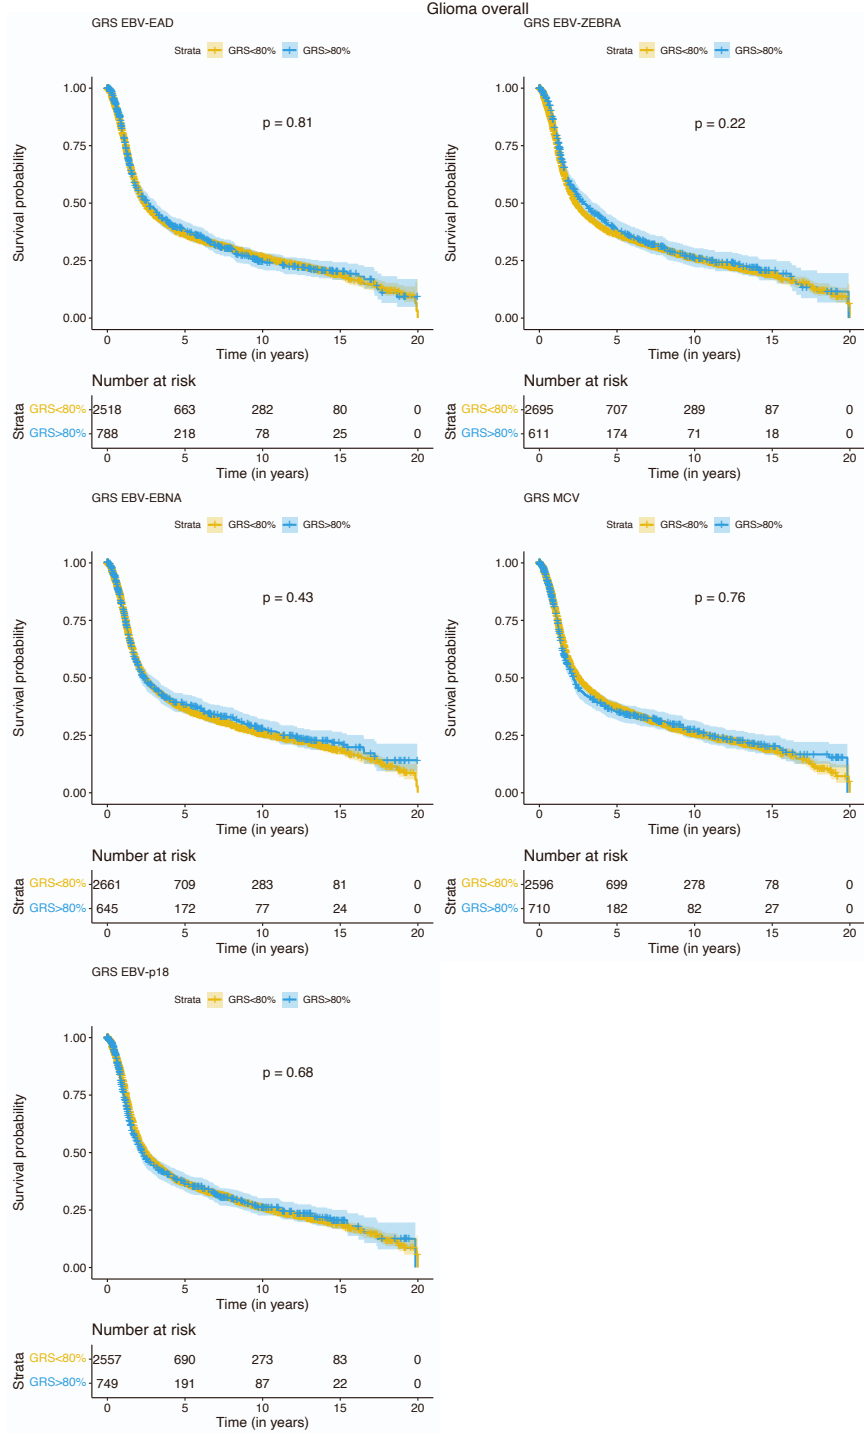 Glioma overall
GRS EBV-EAD
Strata GRS<80% GRS>80%
1.00
0.75
0.50
0.25
0.00
Survival probability
p = 0.81
0 5 10 15 20
Time (in years)
Number at risk
Strata
GRS<80% 2518 663 282 80 0
GRS>80% 788 218 78 25 0
0 5 10 15 20
Time (in years)
GRS EBV-ZEBRA
Strata GRS<80% GRS>80%
1.00
0.75
0.50
0.25
0.00
Survival probability
p = 0.22
0 5 10 15 20
Time (in years)
Number at risk
Strata
GRS<80% 2695 707 289 87 0
GRS>80% 611 174 71 18 0
0 5 10 15 20
Time (in years)
GRS EBV-EBNA
Strata GRS<80% GRS>80%
1.00
0.75
0.50
0.25
0.00
Survival probability
p = 0.43
0 5 10 15 20
Time (in years)
Number at risk
Strata
GRS<80% 2661 709 283 81 0
GRS>80% 645 172 77 24 0
0 5 10 15 20
Time (in years)
GRS MCV
Strata GRS<80% GRS>80%
1.00
0.75
0.50
0.25
0.00
Survival probability
p = 0.76
0 5 10 15 20
Time (in years)
Number at risk
Strata
GRS<80% 2596 699 278 78 0
GRS>80% 710 182 82 27 0
0 5 10 15 20
Time (in years)
GRS EBV-p18
Strata GRS<80% GRS>80%
1.00
0.75
0.50
0.25
0.00
Survival probability
p = 0.68
0 5 10 15 20
Time (in years)
Number at risk
Strata
GRS<80% 2557 690 273 83 0
GRS>80% 749 191 87 22 0
0 5 10 15 20
Time (in years)